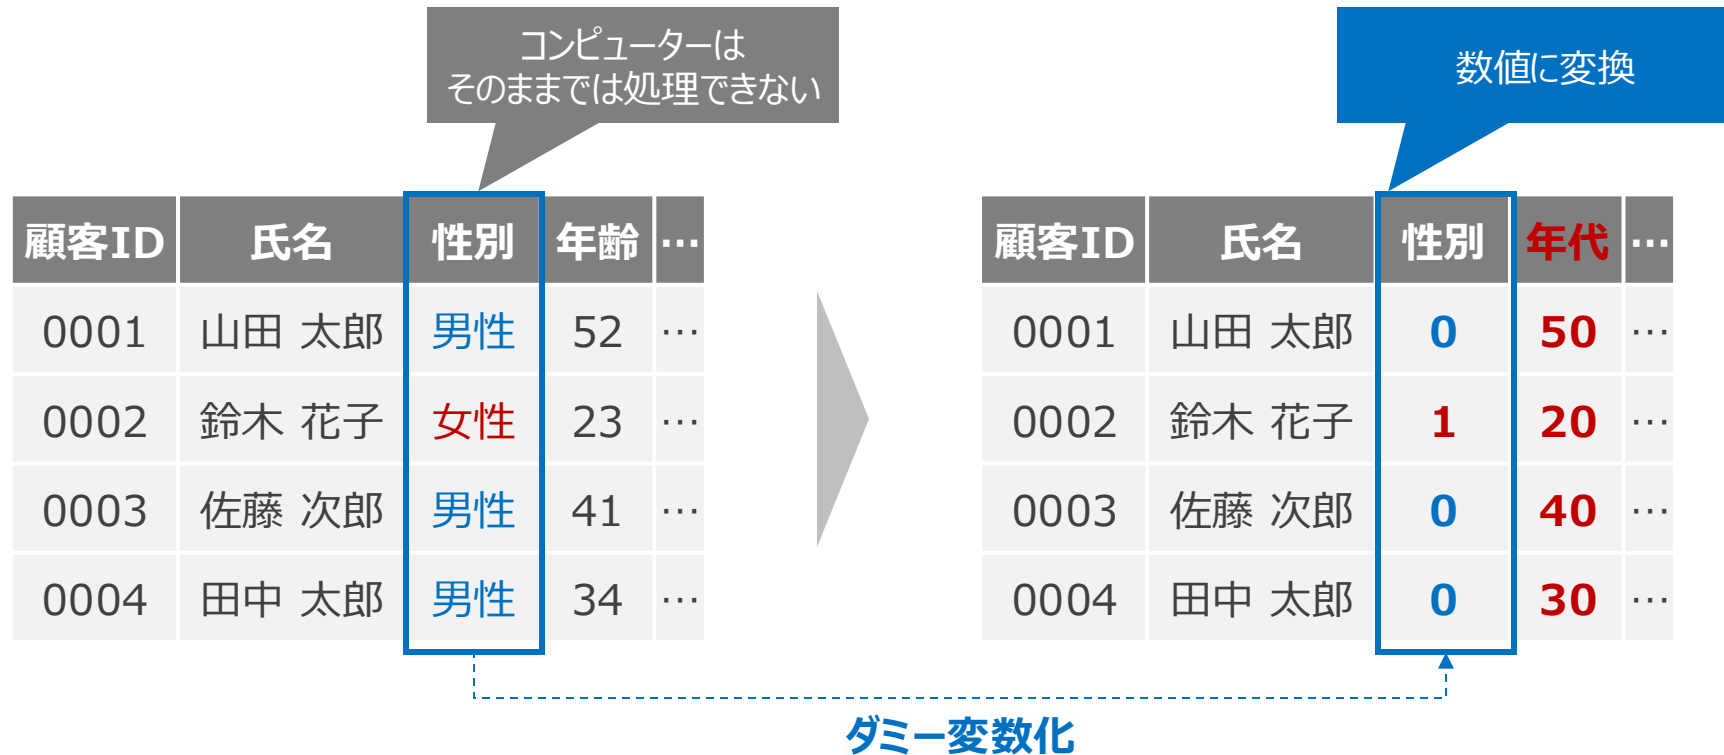 コンピューターは
そのままでは処理できない
数値に変換
顧客ID 氏名 性別 年齢 …
0001 山田 太郎 男性 52 …
0002 鈴木 花子 女性 23 …
0003 佐藤 次郎 男性 41 …
0004 田中 太郎 男性 34 …
顧客ID 氏名 性別 年代 …
0001 山田 太郎 0 50 …
0002 鈴木 花子 1 20 …
0003 佐藤 次郎 0 40 …
0004 田中 太郎 0 30 …
ダミー変数化